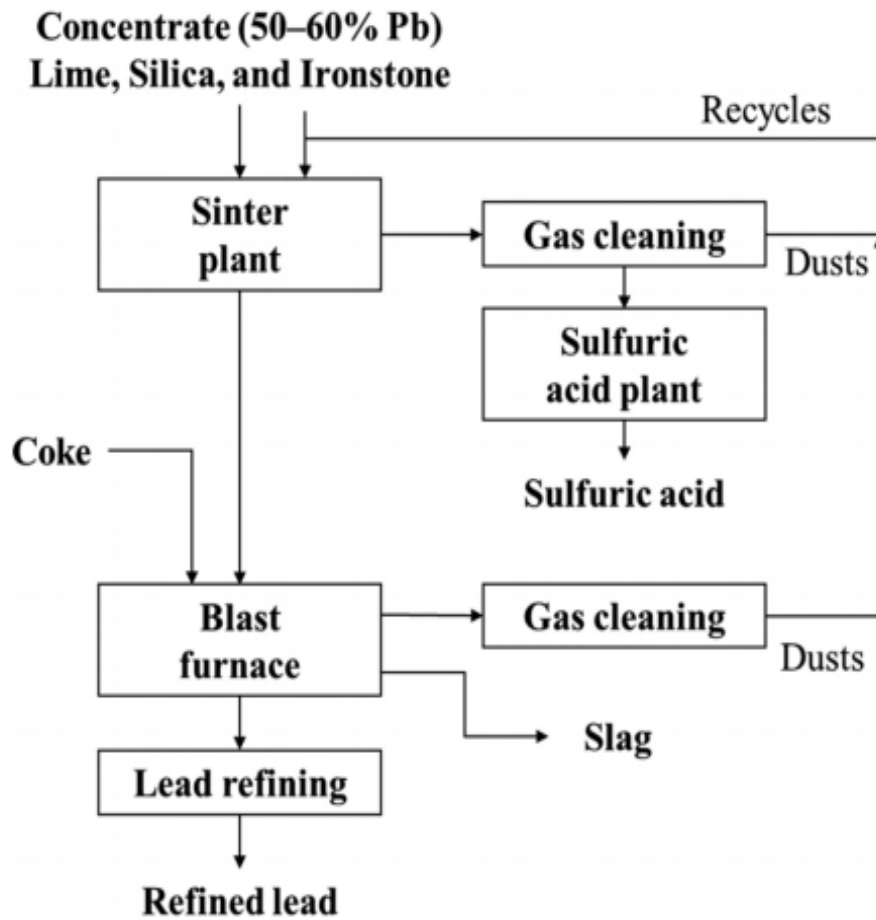 Concentrate (50–60% Pb)
Lime, Silica, and Ironstone
Recycles
Sinter
plant
Gas cleaning
Dusts
Sulfuric
acid plant
Coke
Sulfuric acid
Blast
furnace
Gas cleaning
Dusts
Slag
Lead refining
Refined lead